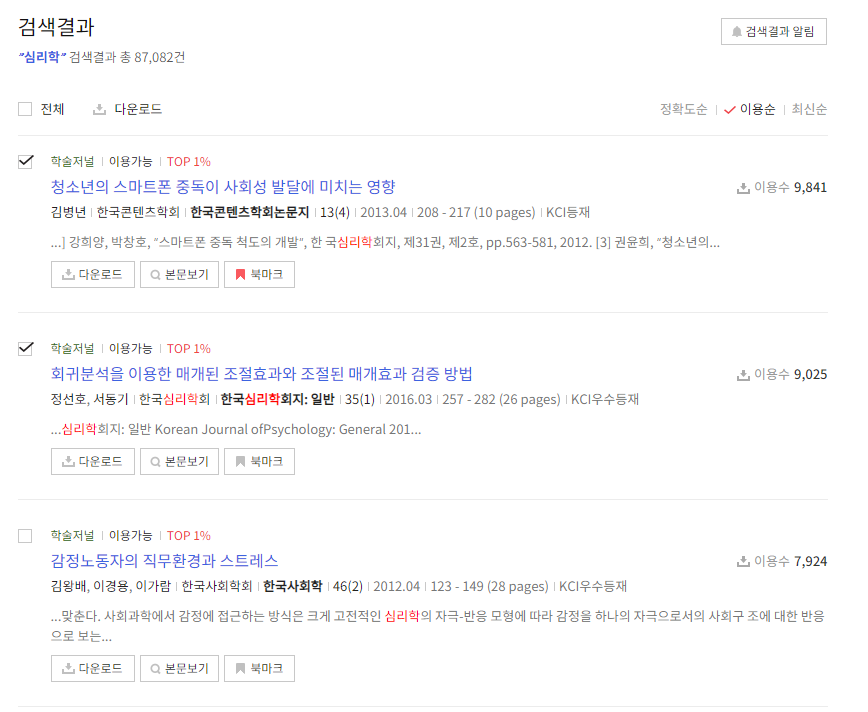 검색결과
"심리학" 검색결과 총 87,082건
검색결과 알림
전체 다운로드
정확도순 이용순 최신순
학술저널 이용가능 TOP 1%
청소년의 스마트폰 중독이 사회성 발달에 미치는 영향
이용수 9,841
김병년 한국콘텐츠학회 한국콘텐츠학회논문지 13(4) 2013.04 208 - 217 (10 pages) KCI등재
...] 강희양, 박창호, "스마트폰 중독 척도의 개발", 한 국심리학회지, 제31권, 제2호, pp.563-581, 2012. [3] 권윤희, "청소년의...
다운로드 본문보기 북마크
학술저널 이용가능 TOP 1%
회귀분석을 이용한 매개된 조절효과와 조절된 매개효과 검증 방법
이용수 9,025
정선호, 서동기 한국심리학회 한국심리학회지: 일반 35(1) 2016.03 257 - 282 (26 pages) KCI우수등재
...심리학회지: 일반 Korean Journal ofPsychology: General 201...
다운로드 본문보기 북마크
학술저널 이용가능 TOP 1%
감정노동자의 직무환경과 스트레스
이용수 7,924
김왕배, 이경용, 이가람 한국사회학회 한국사회학 46(2) 2012.04 123 - 149 (28 pages) KCI우수등재
...맞춘다. 사회과학에서 감정에 접근하는 방식은 크게 고전적인 심리학의 자극-반응 모형에 따라 감정을 하나의 자극으로서의 사회구 조에 대한 반응
으로 보는...
다운로드 본문보기 북마크